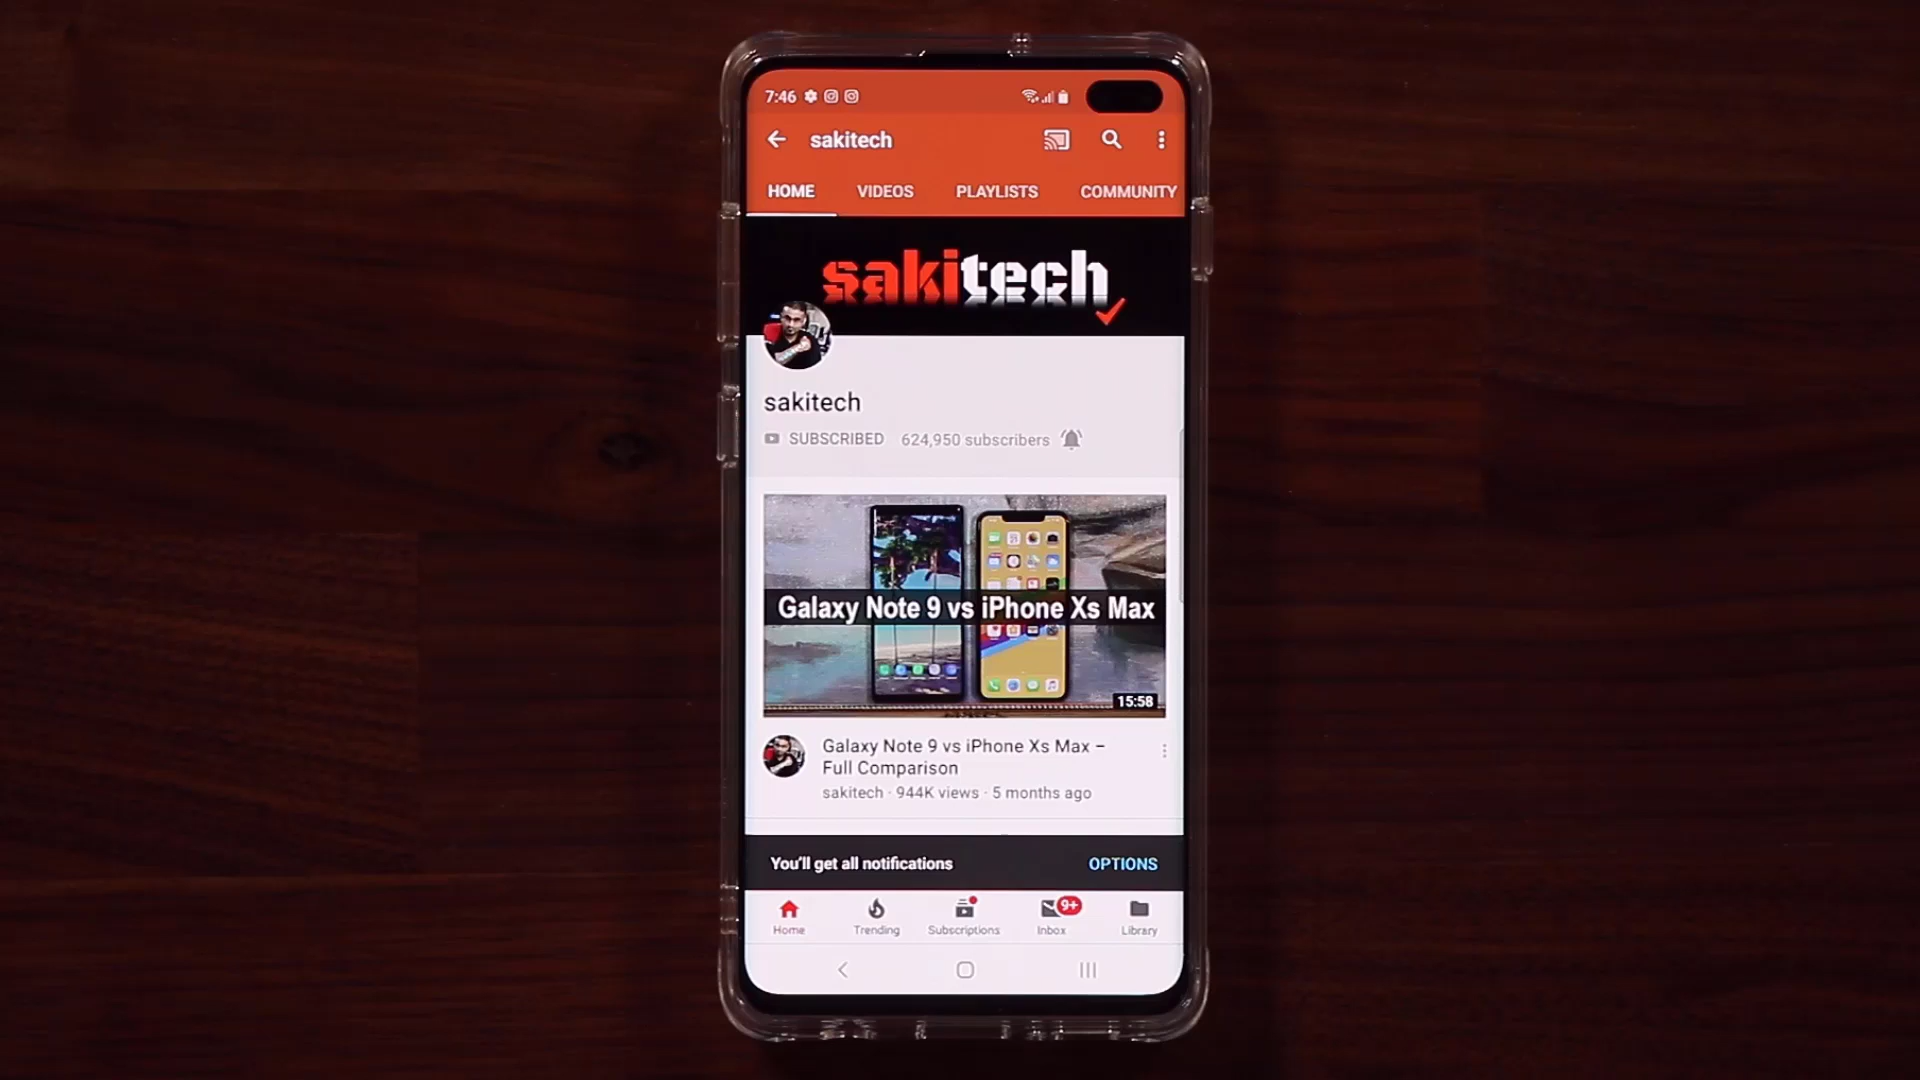 7:46
sakitech
HOME VIDEOS PLAYLISTS COMMUNITY
sakitech
sakitech
SUBSCRIBED 624,950 subscribers
Galaxy Note 9 vs iPhone Xs Max
15:58
Galaxy Note 9 vs iPhone Xs Max –
Full Comparison
sakitech · 944K views · 5 months ago
You'll get all notifications OPTIONS
9+
Home Trending Subscriptions Inbox Library